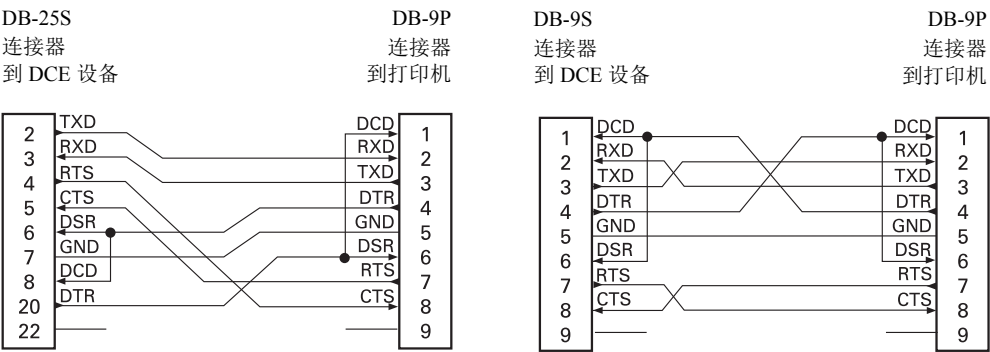 DB-25S
连接器
到 DCE 设备
DB-9P
连接器
到打印机
2 TXD
3 RXD
4 RTS
5 CTS
6 DSR
7 GND
8 DCD
20 DTR
22
DCD 1
RXD 2
TXD 3
DTR 4
GND 5
DSR 6
RTS 7
CTS 8
9
DB-9S
连接器
到 DCE 设备
DB-9P
连接器
到打印机
1 DCD
2 RXD
3 TXD
4 DTR
5 GND
6 DSR
7 RTS
8 CTS
9
DCD 1
RXD 2
TXD 3
DTR 4
GND 5
DSR 6
RTS 7
CTS 8
9